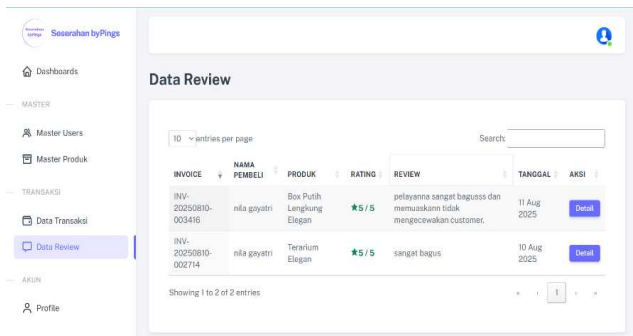 Seserahan byPings
Seserahan byPings
Dashboards
MASTER
Master Users
Master Produk
TRANSAKSI
Data Transaksi
Data Review
AKUN
Profile
Data Review
10 entries per page
Search:
INVOICE NAMA PEMBELI PRODUK RATING REVIEW TANGGAL AKSI
INV-20250810-003416 nila gayatri Box Putih Lengkung Elegan ★5 / 5 pelayanna sangat bagusss dan memuaskann tidak mengecewakan customer. 11 Aug 2025 Detail
INV-20250810-002714 nila gayatri Terarium Elegan ★5 / 5 sangat bagus 10 Aug 2025 Detail
Showing 1 to 2 of 2 entries
« ‹ 1 › »